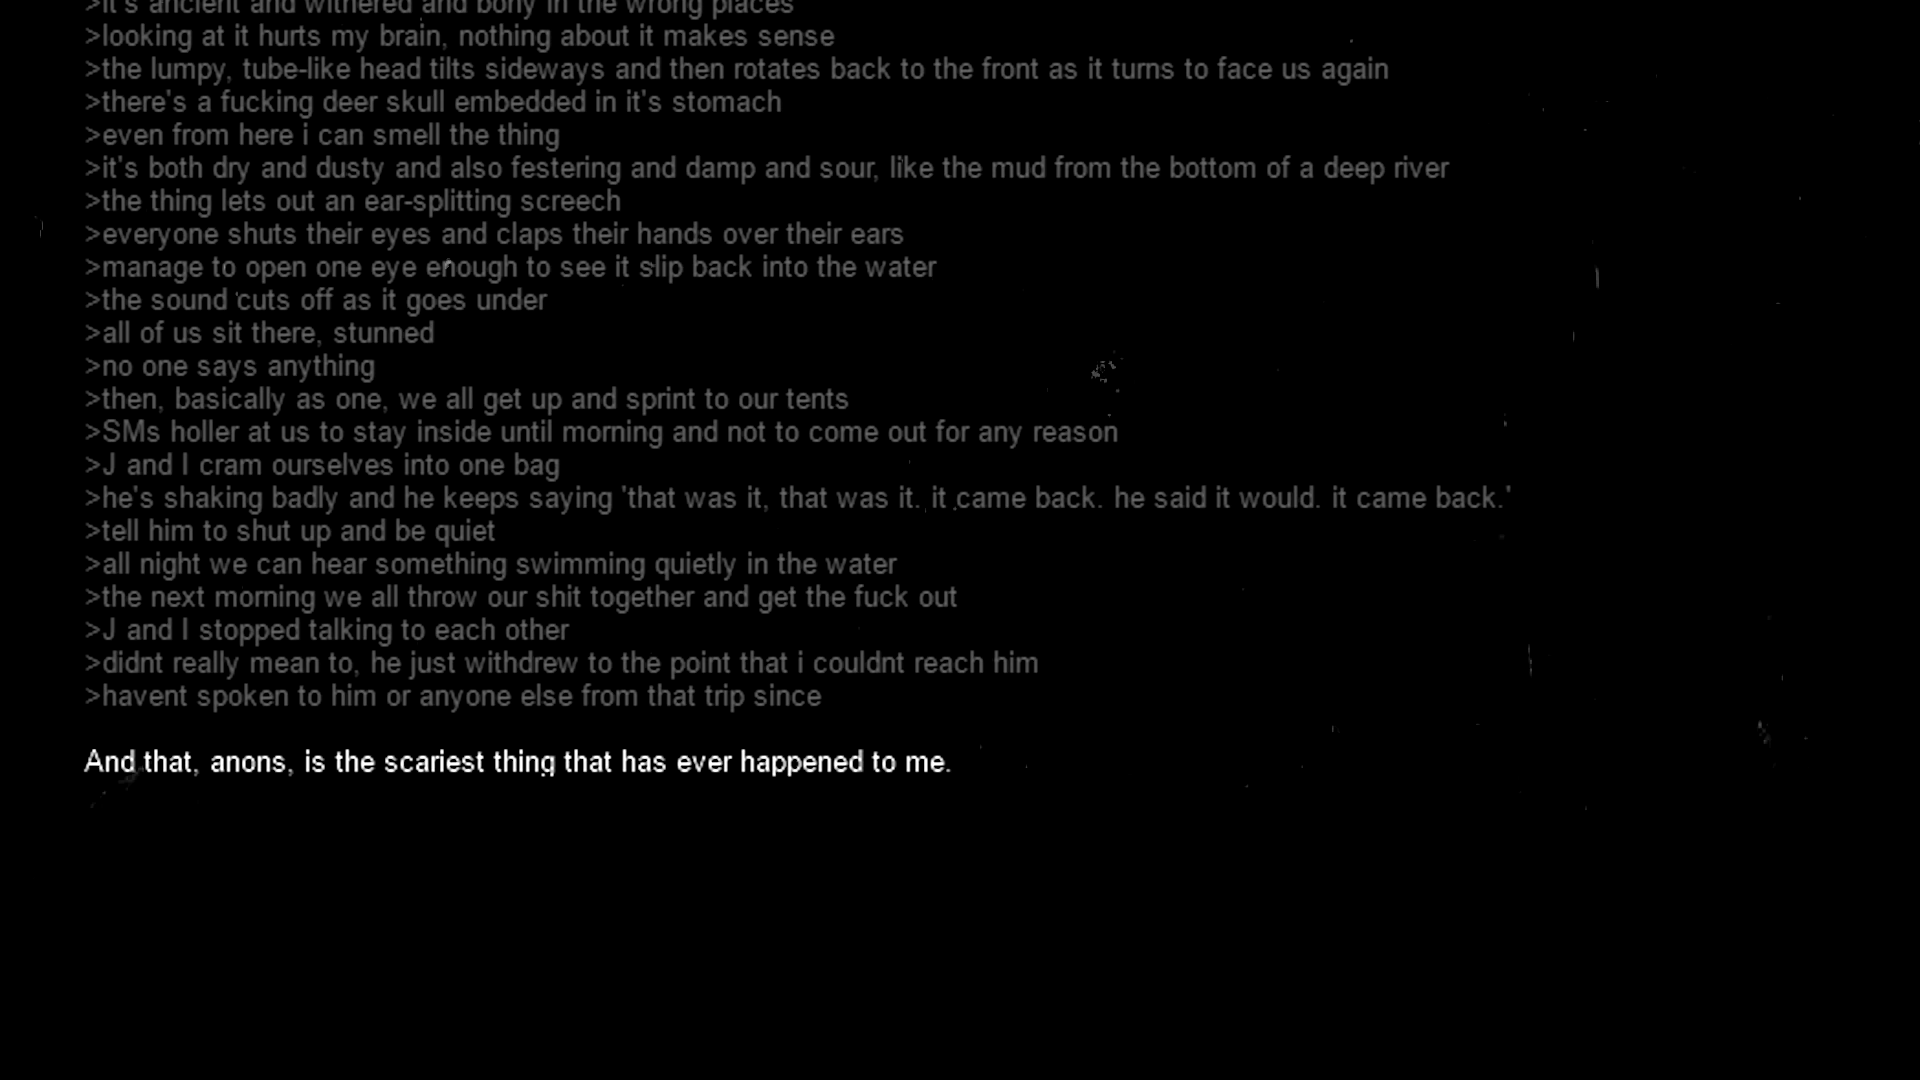 >it's ancient and withered and bony in the wrong places
>looking at it hurts my brain, nothing about it makes sense
>the lumpy, tube-like head tilts sideways and then rotates back to the front as it turns to face us again
>there's a fucking deer skull embedded in it's stomach
>even from here i can smell the thing
>it's both dry and dusty and also festering and damp and sour, like the mud from the bottom of a deep river
>the thing lets out an ear-splitting screech
>everyone shuts their eyes and claps their hands over their ears
>manage to open one eye enough to see it slip back into the water
>the sound cuts off as it goes under
>all of us sit there, stunned
>no one says anything
>then, basically as one, we all get up and sprint to our tents
>SMs holler at us to stay inside until morning and not to come out for any reason
>J and I cram ourselves into one bag
>he's shaking badly and he keeps saying 'that was it, that was it. it came back. he said it would. it came back.'
>tell him to shut up and be quiet
>all night we can hear something swimming quietly in the water
>the next morning we all throw our shit together and get the fuck out
>J and I stopped talking to each other
>didnt really mean to, he just withdrew to the point that i couldnt reach him
>havent spoken to him or anyone else from that trip since
And that, anons, is the scariest thing that has ever happened to me.